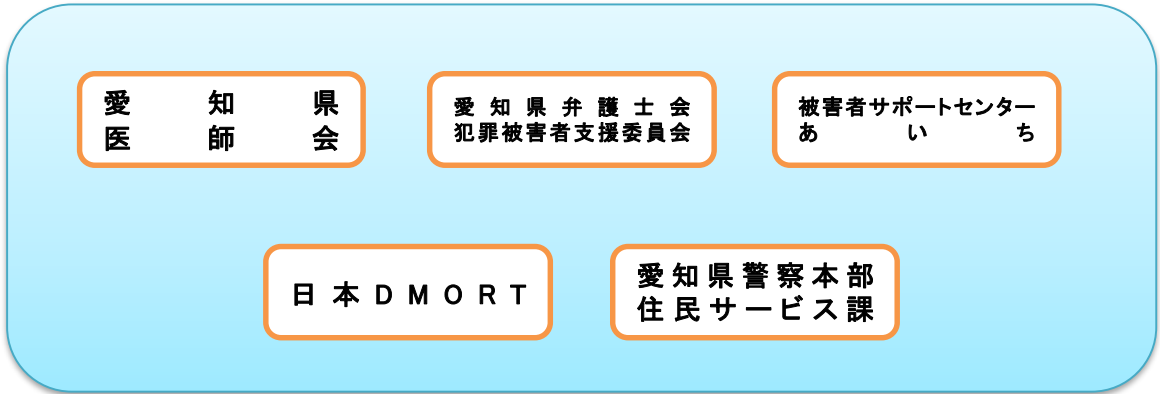 愛知県
医師会
愛知県弁護士会
犯罪被害者支援委員会
被害者サポートセンター
あいち
日本DMORT
愛知県警察本部
住民サービス課